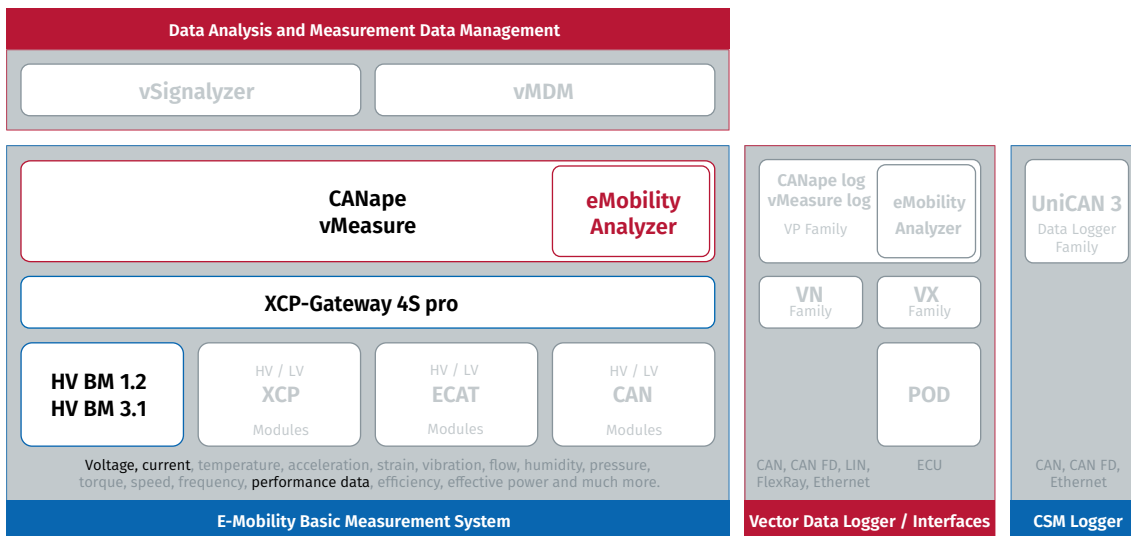 Data Analysis and Measurement Data Management
vSignalyzer
vMDM
CANape
vMeasure
eMobility
Analyzer
XCP-Gateway 4S pro
HV BM 1.2
HV BM 3.1
HV / LV
XCP
Modules
HV / LV
ECAT
Modules
HV / LV
CAN
Modules
Voltage, current, temperature, acceleration, strain, vibration, flow, humidity, pressure,
torque, speed, frequency, performance data, efficiency, effective power and much more.
E-Mobility Basic Measurement System
CANape log
vMeasure log
VP Family
eMobility
Analyzer
VN
Family
VX
Family
POD
CAN, CAN FD, LIN,
FlexRay, Ethernet
ECU
Vector Data Logger / Interfaces
UniCAN 3
Data Logger
Family
CAN, CAN FD,
Ethernet
CSM Logger